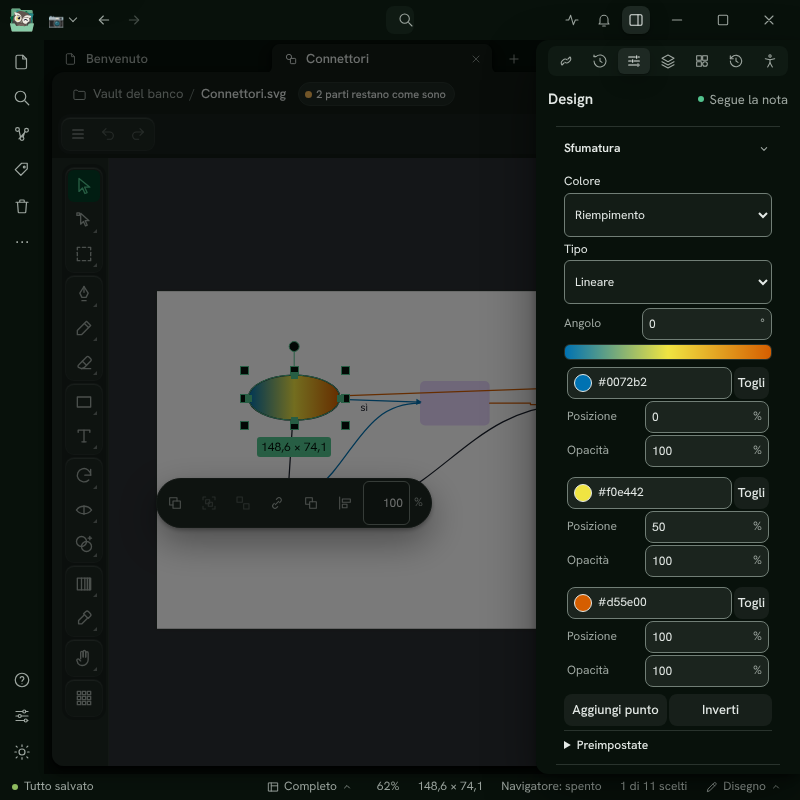 Benvenuto
Connettori
Vault del banco / Connettori.svg
2 parti restano come sono
Design
Segue la nota
Sfumatura
Colore
Riempimento
Tipo
Lineare
Angolo
0 °
#0072b2
Togli
Posizione
0 %
Opacità
100 %
#f0e442
Togli
Posizione
50 %
Opacità
100 %
#d55e00
Togli
Posizione
100 %
Opacità
100 %
Aggiungi punto
Inverti
Preimpostate
sì
148,6 × 74,1
100 %
Tutto salvato
Completo
62%
148,6 × 74,1
Navigatore: spento
1 di 11 scelti
Disegno